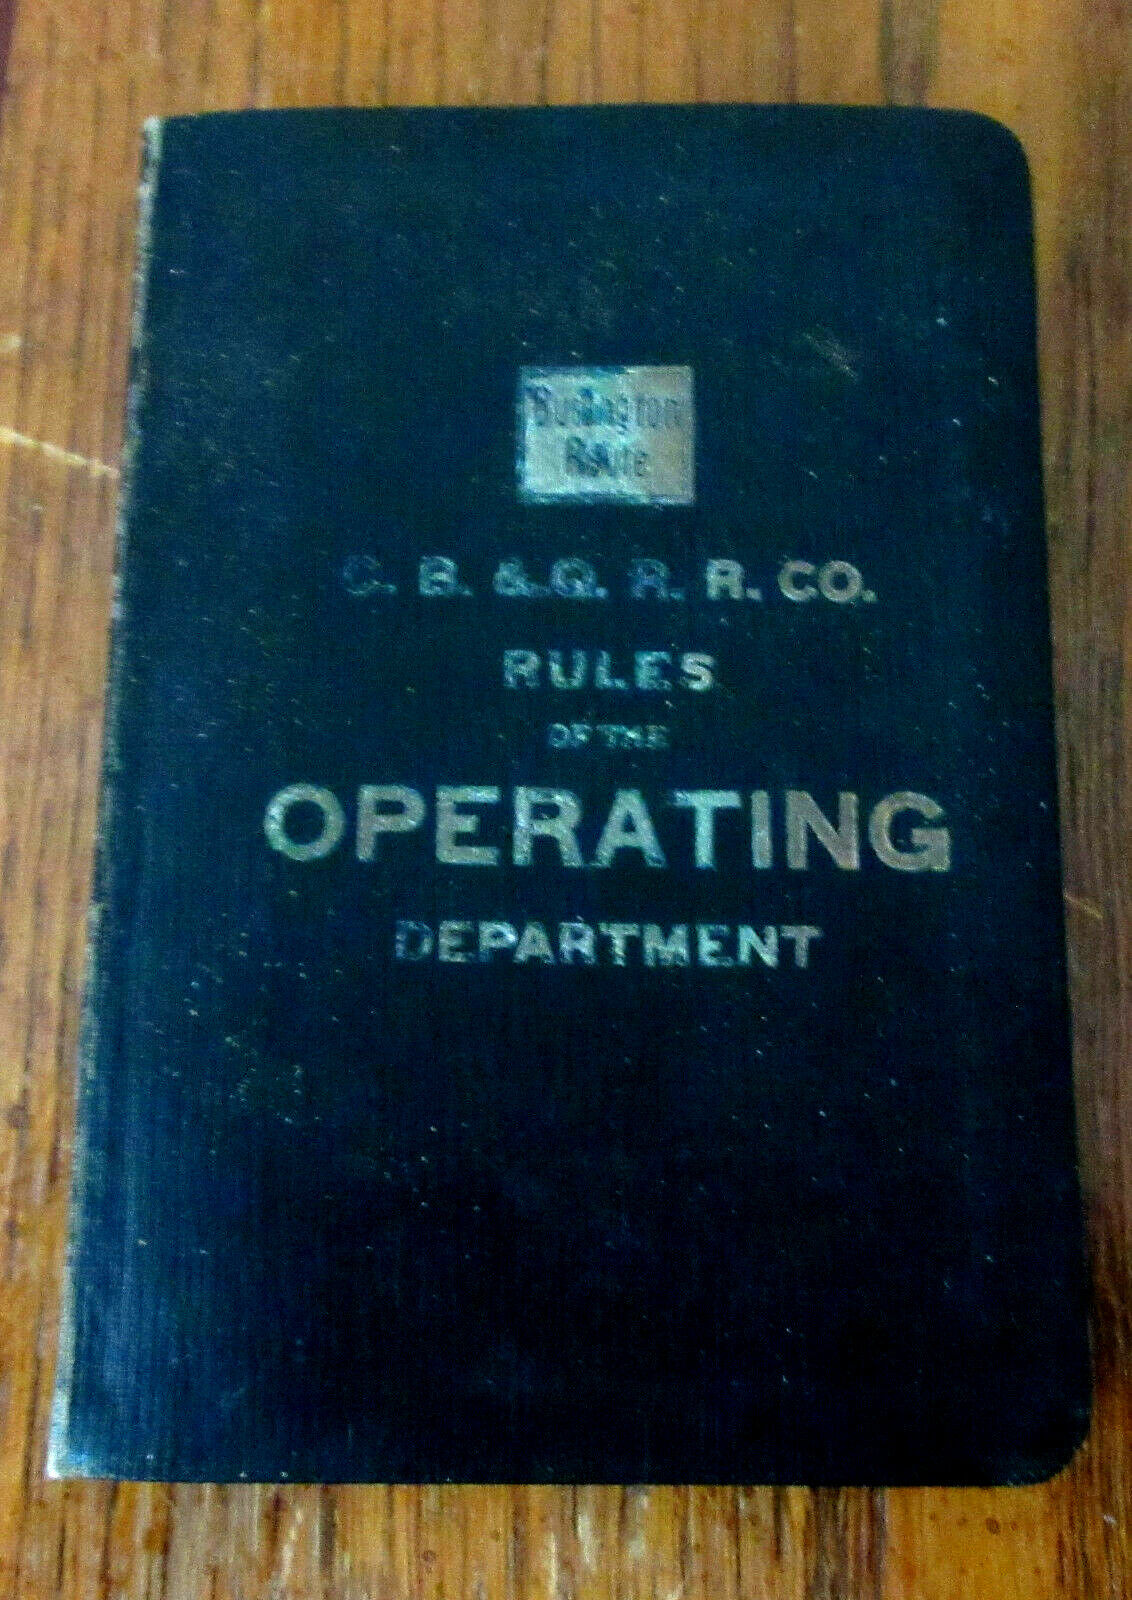 Burlington
Route
C. B. & Q. R. R. CO.
RULES
OF THE
OPERATING
DEPARTMENT